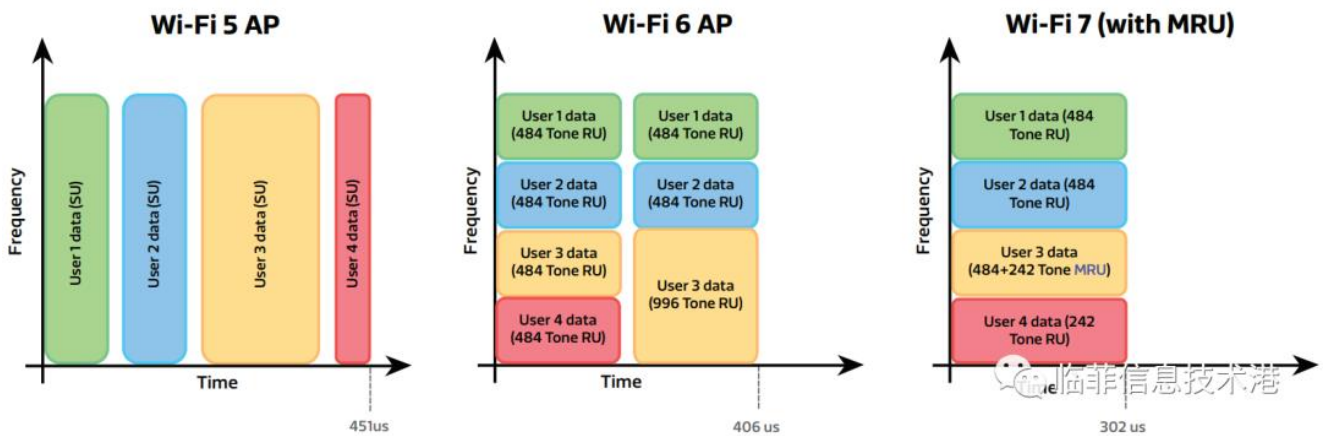 Wi-Fi 5 AP
Frequency
User 1 data (SU)
User 2 data (SU)
User 3 data (SU)
User 4 data (SU)
Time
451us
Wi-Fi 6 AP
Frequency
User 1 data
(484 Tone RU)
User 1 data
(484 Tone RU)
User 2 data
(484 Tone RU)
User 2 data
(484 Tone RU)
User 3 data
(484 Tone RU)
User 3 data
(996 Tone RU)
User 4 data
(484 Tone RU)
Time
406 us
Wi-Fi 7 (with MRU)
Frequency
User 1 data (484
Tone RU)
User 2 data (484
Tone RU)
User 3 data
(484+242 Tone MRU)
User 4 data (242
Tone RU)
Time
302 us
临菲信息技术港